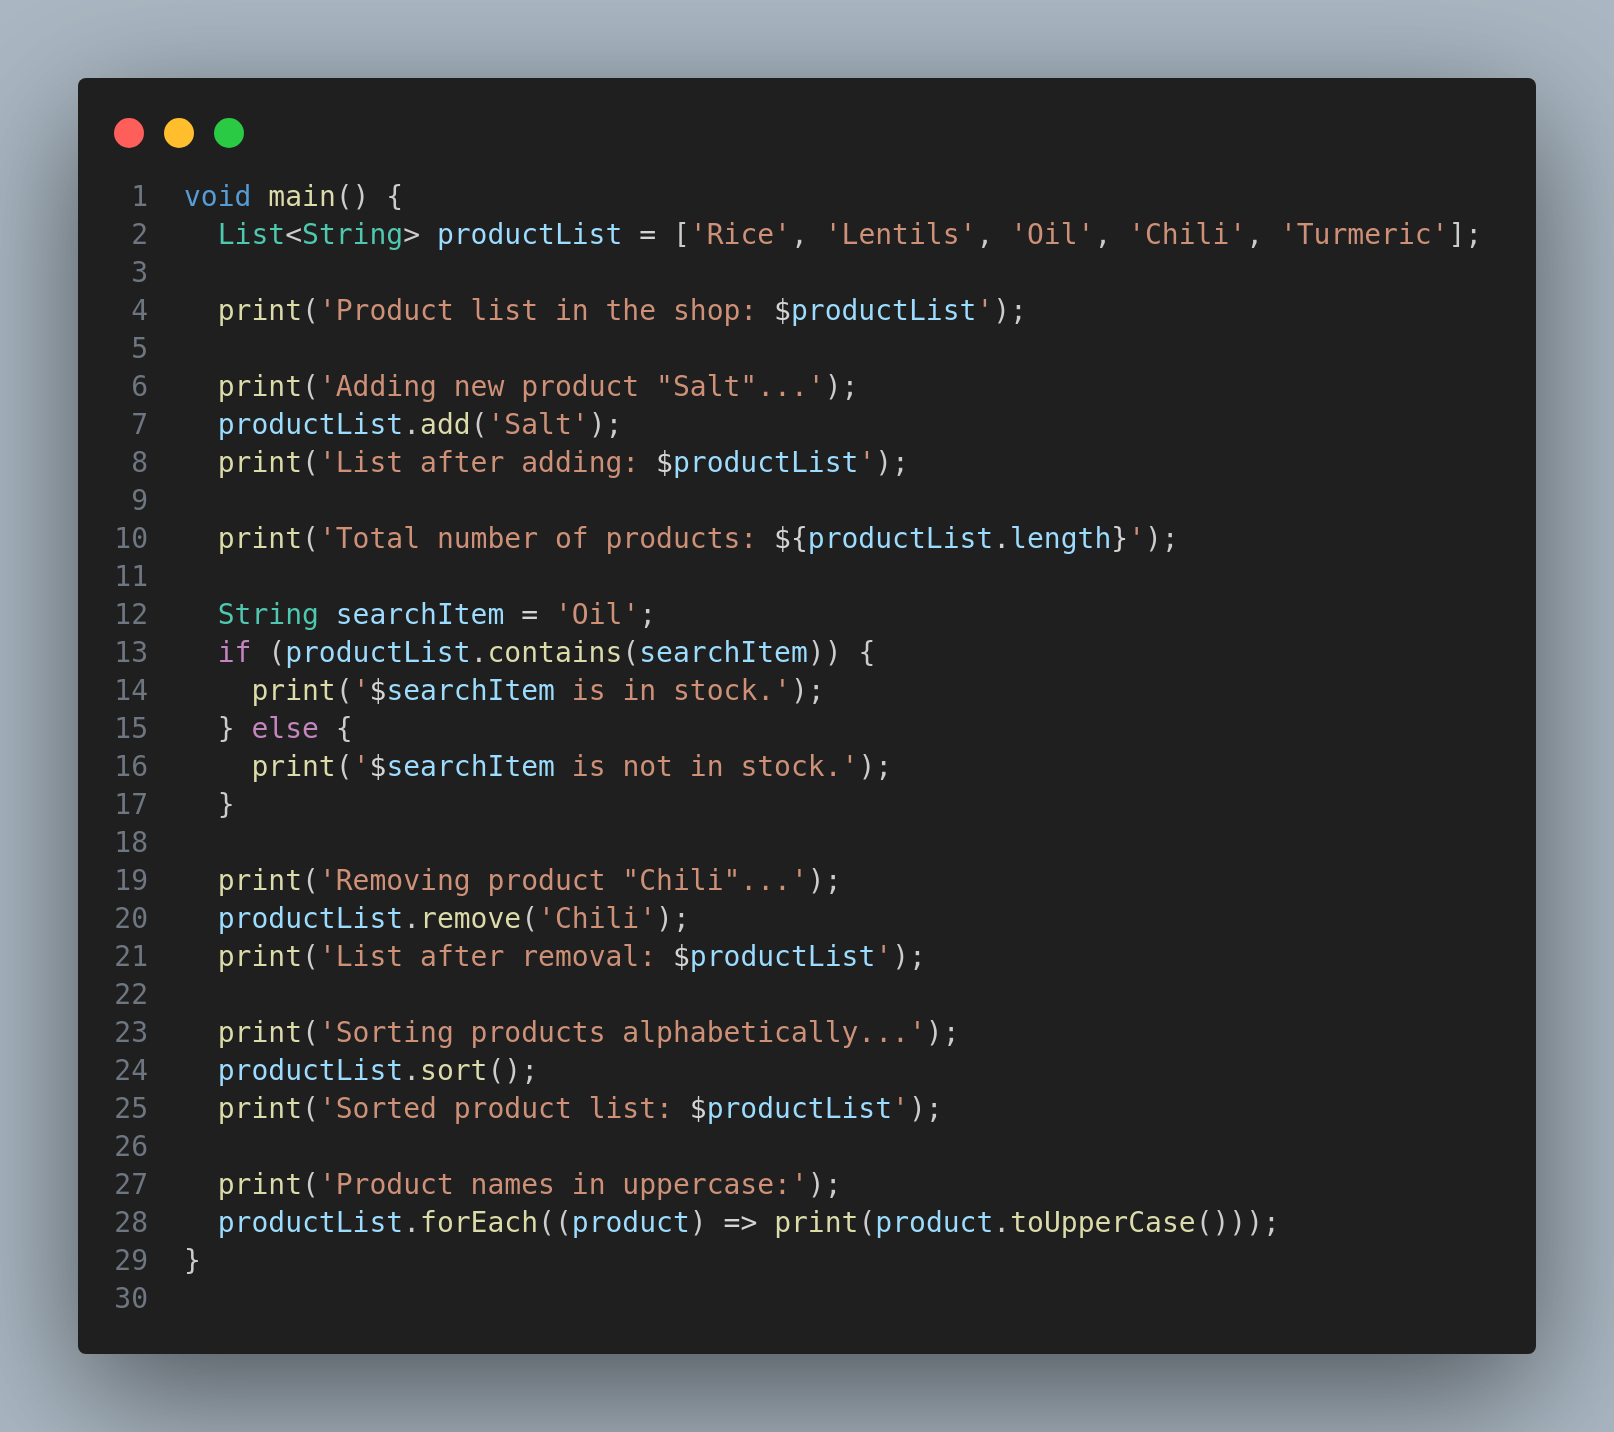 1 void main() {
2   List<String> productList = ['Rice', 'Lentils', 'Oil', 'Chili', 'Turmeric'];
3
4   print('Product list in the shop: $productList');
5
6   print('Adding new product "Salt"...');
7   productList.add('Salt');
8   print('List after adding: $productList');
9
10   print('Total number of products: ${productList.length}');
11
12   String searchItem = 'Oil';
13   if (productList.contains(searchItem)) {
14     print('$searchItem is in stock.');
15   } else {
16     print('$searchItem is not in stock.');
17   }
18
19   print('Removing product "Chili"...');
20   productList.remove('Chili');
21   print('List after removal: $productList');
22
23   print('Sorting products alphabetically...');
24   productList.sort();
25   print('Sorted product list: $productList');
26
27   print('Product names in uppercase:');
28   productList.forEach((product) => print(product.toUpperCase()));
29 }
30